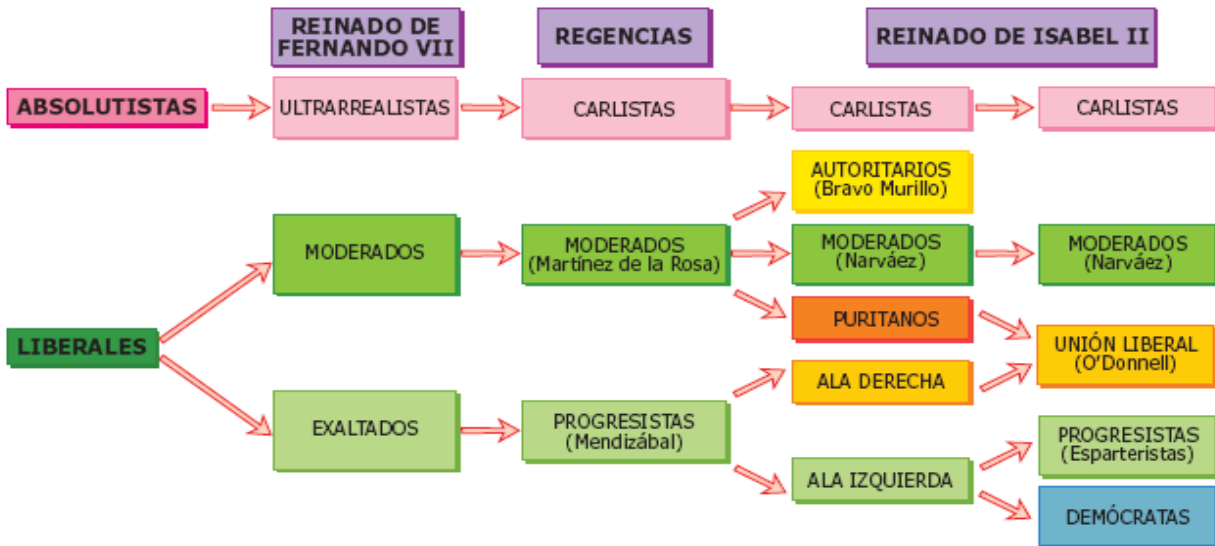 REINADO DE
FERNANDO VII
REGENCIAS
REINADO DE ISABEL II
ABSOLUTISTAS
ULTRARREALISTAS
CARLISTAS
CARLISTAS
CARLISTAS
AUTORITARIOS
(Bravo Murillo)
MODERADOS
MODERADOS
(Martínez de la Rosa)
MODERADOS
(Narváez)
MODERADOS
(Narváez)
PURITANOS
LIBERALES
UNIÓN LIBERAL
(O'Donnell)
ALA DERECHA
EXALTADOS
PROGRESISTAS
(Mendizábal)
PROGRESISTAS
(Esparteristas)
ALA IZQUIERDA
DEMÓCRATAS